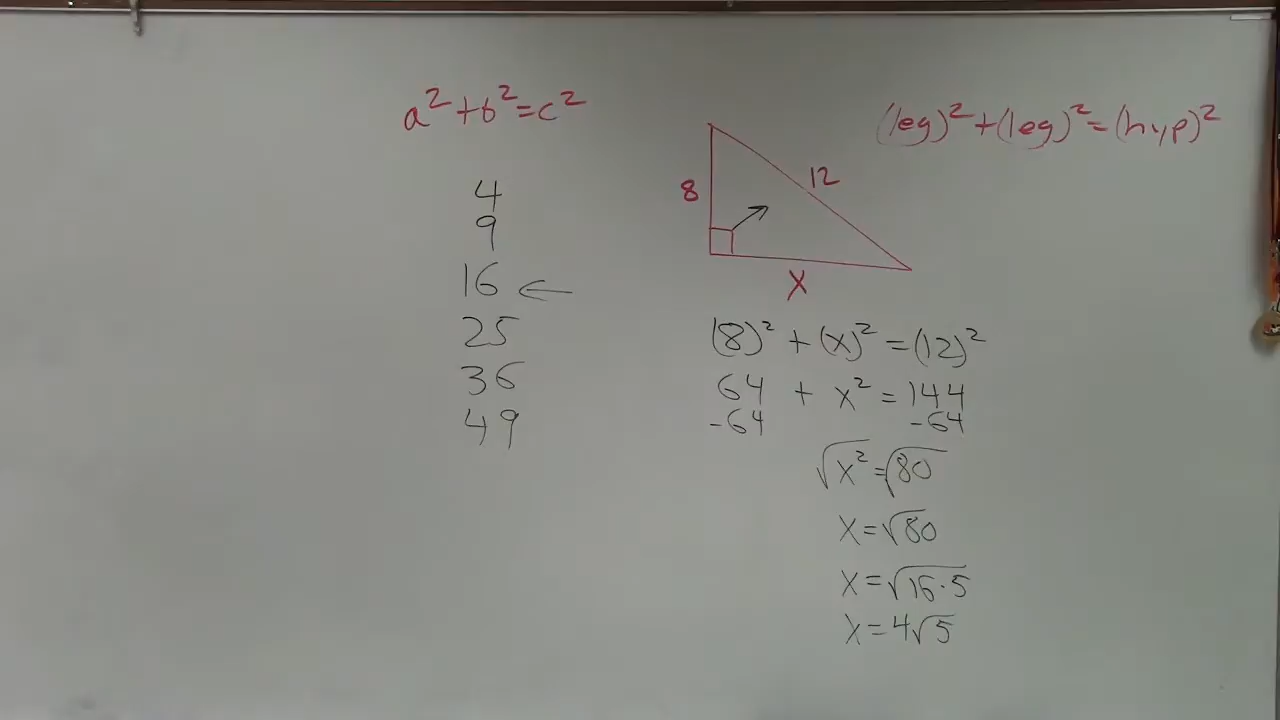 a²+b²=c²
(leg)²+(leg)²=(hyp)²
4
9
16 ←
25
36
49
8
12
x
(8)² + (x)² = (12)²
64 + x² = 144
-64 -64
√x² = √80
x = √80
x = √16·5
x = 4√5